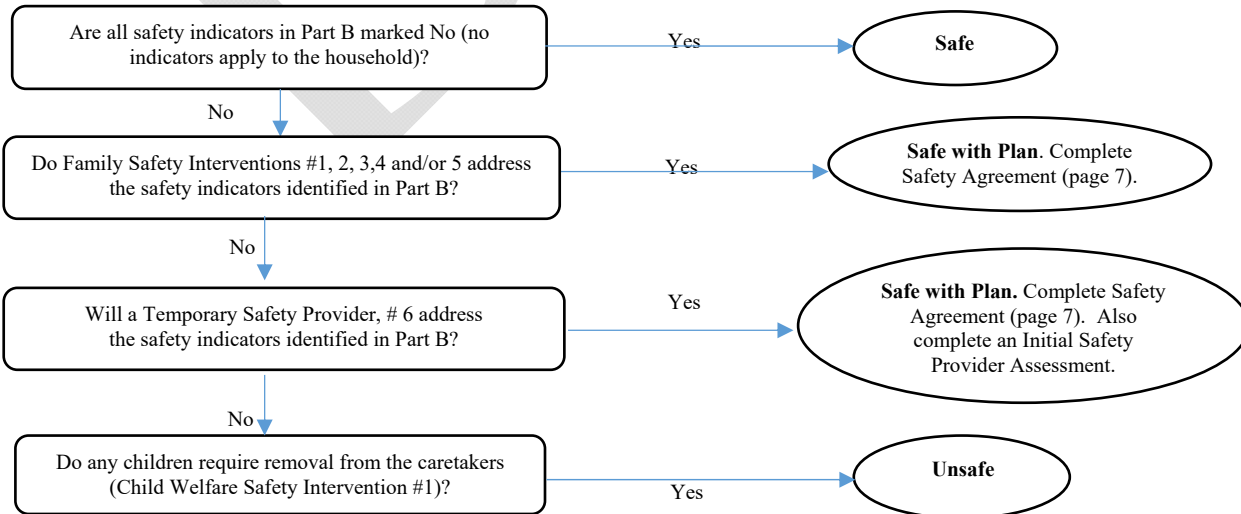 Are all safety indicators in Part B marked No (no
indicators apply to the household)?
Yes
Safe
No
Do Family Safety Interventions #1, 2, 3,4 and/or 5 address
the safety indicators identified in Part B?
Yes
Safe with Plan. Complete
Safety Agreement (page 7).
No
Will a Temporary Safety Provider, # 6 address
the safety indicators identified in Part B?
Yes
Safe with Plan. Complete Safety
Agreement (page 7). Also
complete an Initial Safety
Provider Assessment.
No
Do any children require removal from the caretakers
(Child Welfare Safety Intervention #1)?
Yes
Unsafe